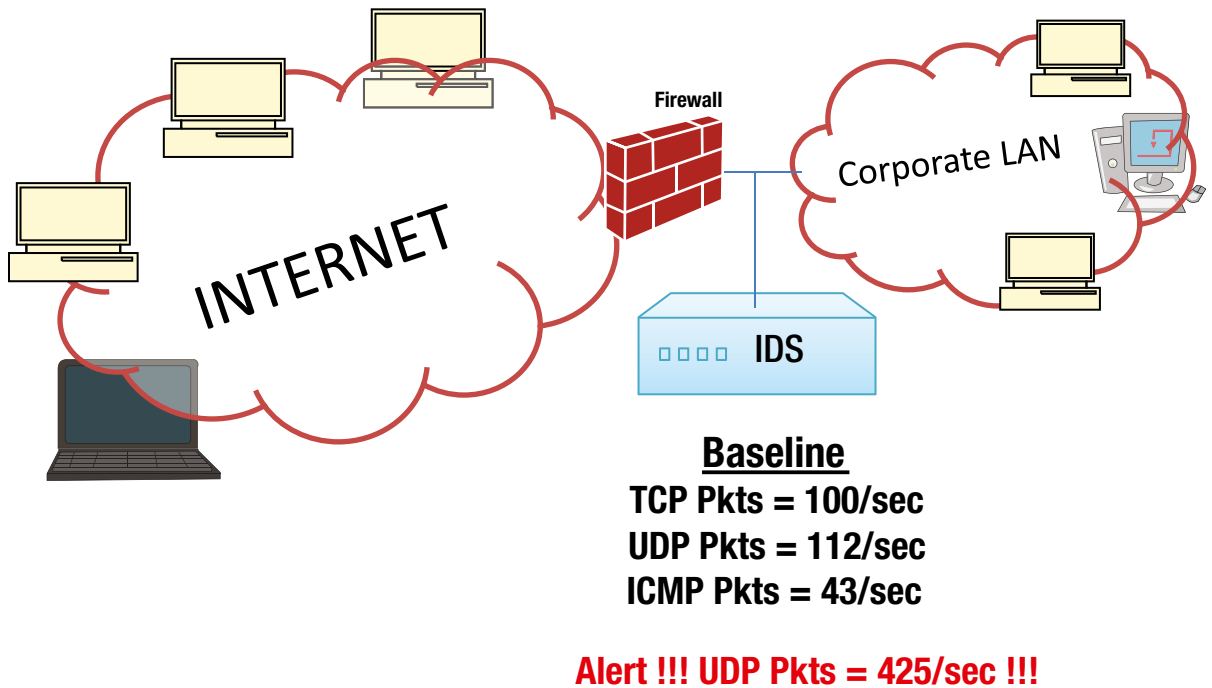 Firewall
Corporate LAN
INTERNET
IDS
Baseline
TCP Pkts = 100/sec
UDP Pkts = 112/sec
ICMP Pkts = 43/sec
Alert !!! UDP Pkts = 425/sec !!!